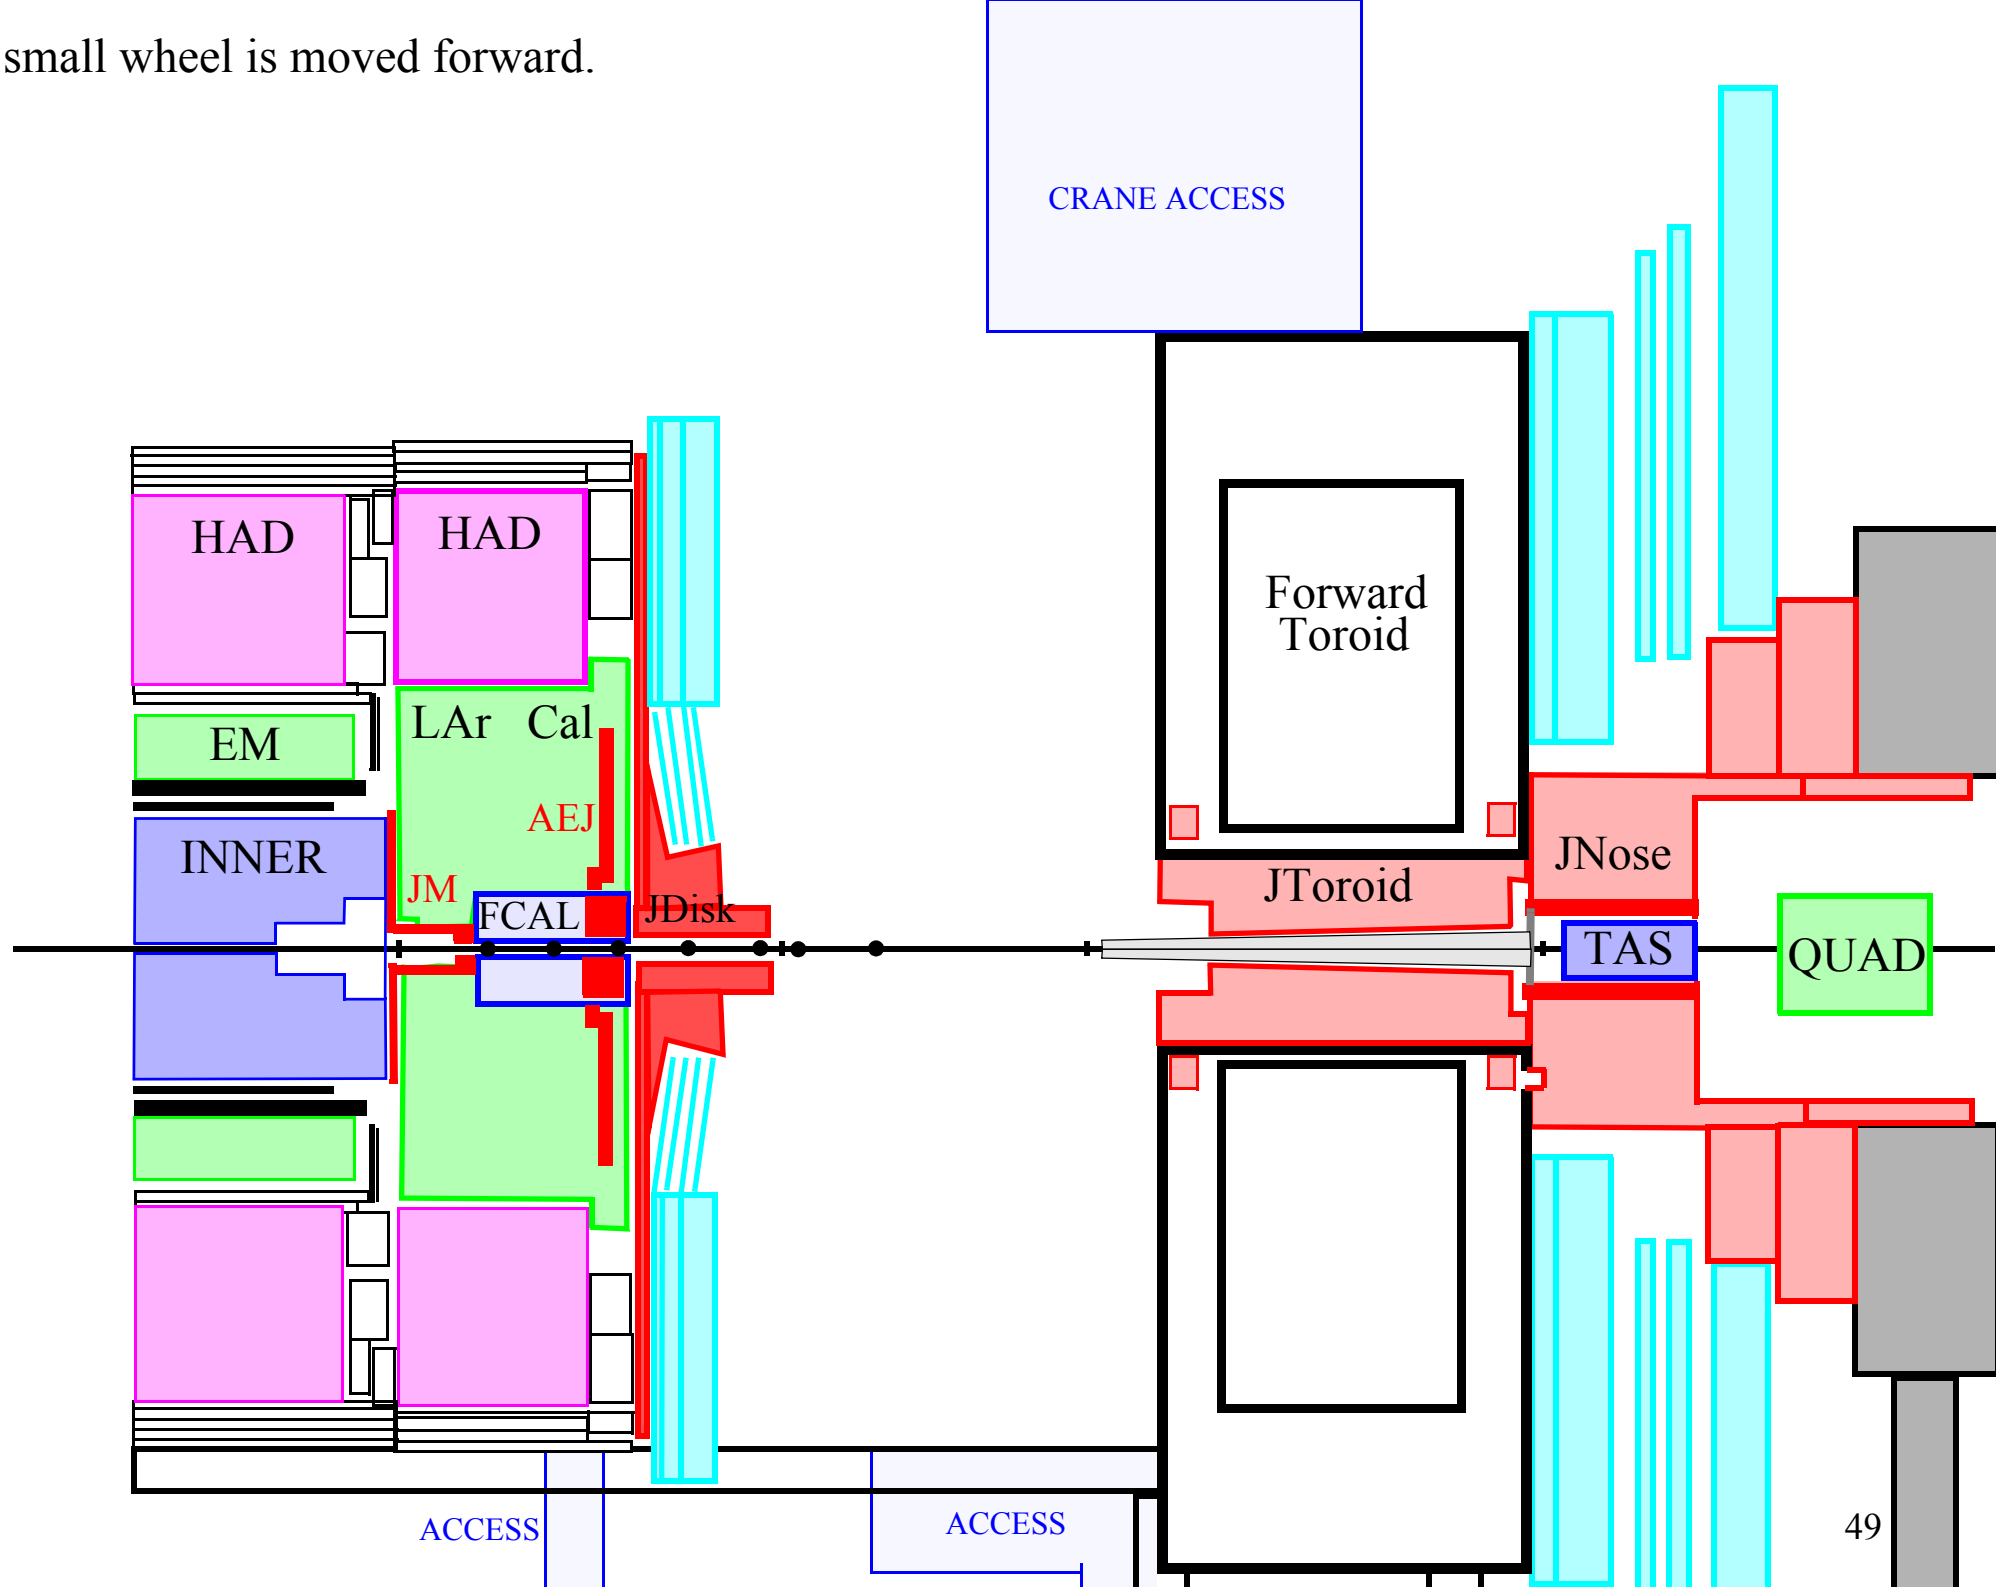 small wheel is moved forward.
CRANE ACCESS
HAD
HAD
Forward
Toroid
LAr Cal
EM
AEJ
INNER
JM
FCAL
JDisk
JToroid
JNose
TAS
QUAD
ACCESS
ACCESS
49